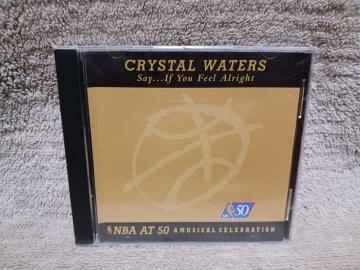 CRYSTAL WATERS
Say...If You Feel Alright
50
NBA AT 50 A MUSICAL CELEBRATION